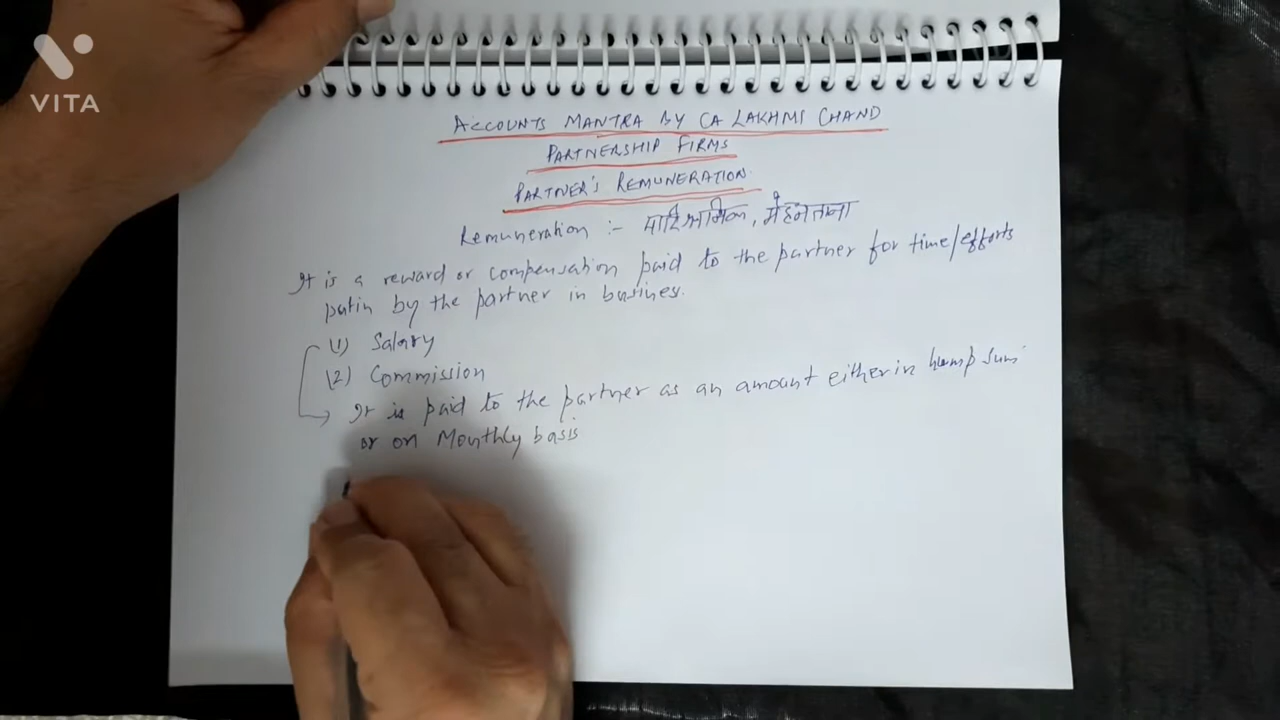 VITA
ACCOUNTS MANTRA BY CA LAKHMI CHAND
PARTNERSHIP FIRMS
PARTNER'S REMUNERATION
Remuneration :- पारिश्रमिक, मेहनताना
It is a reward or compensation paid to the partner for time/efforts
putin by the partner in business.
(1) Salary
(2) Commission
It is paid to the partner as an amount either in lump sum
or on Monthly basis